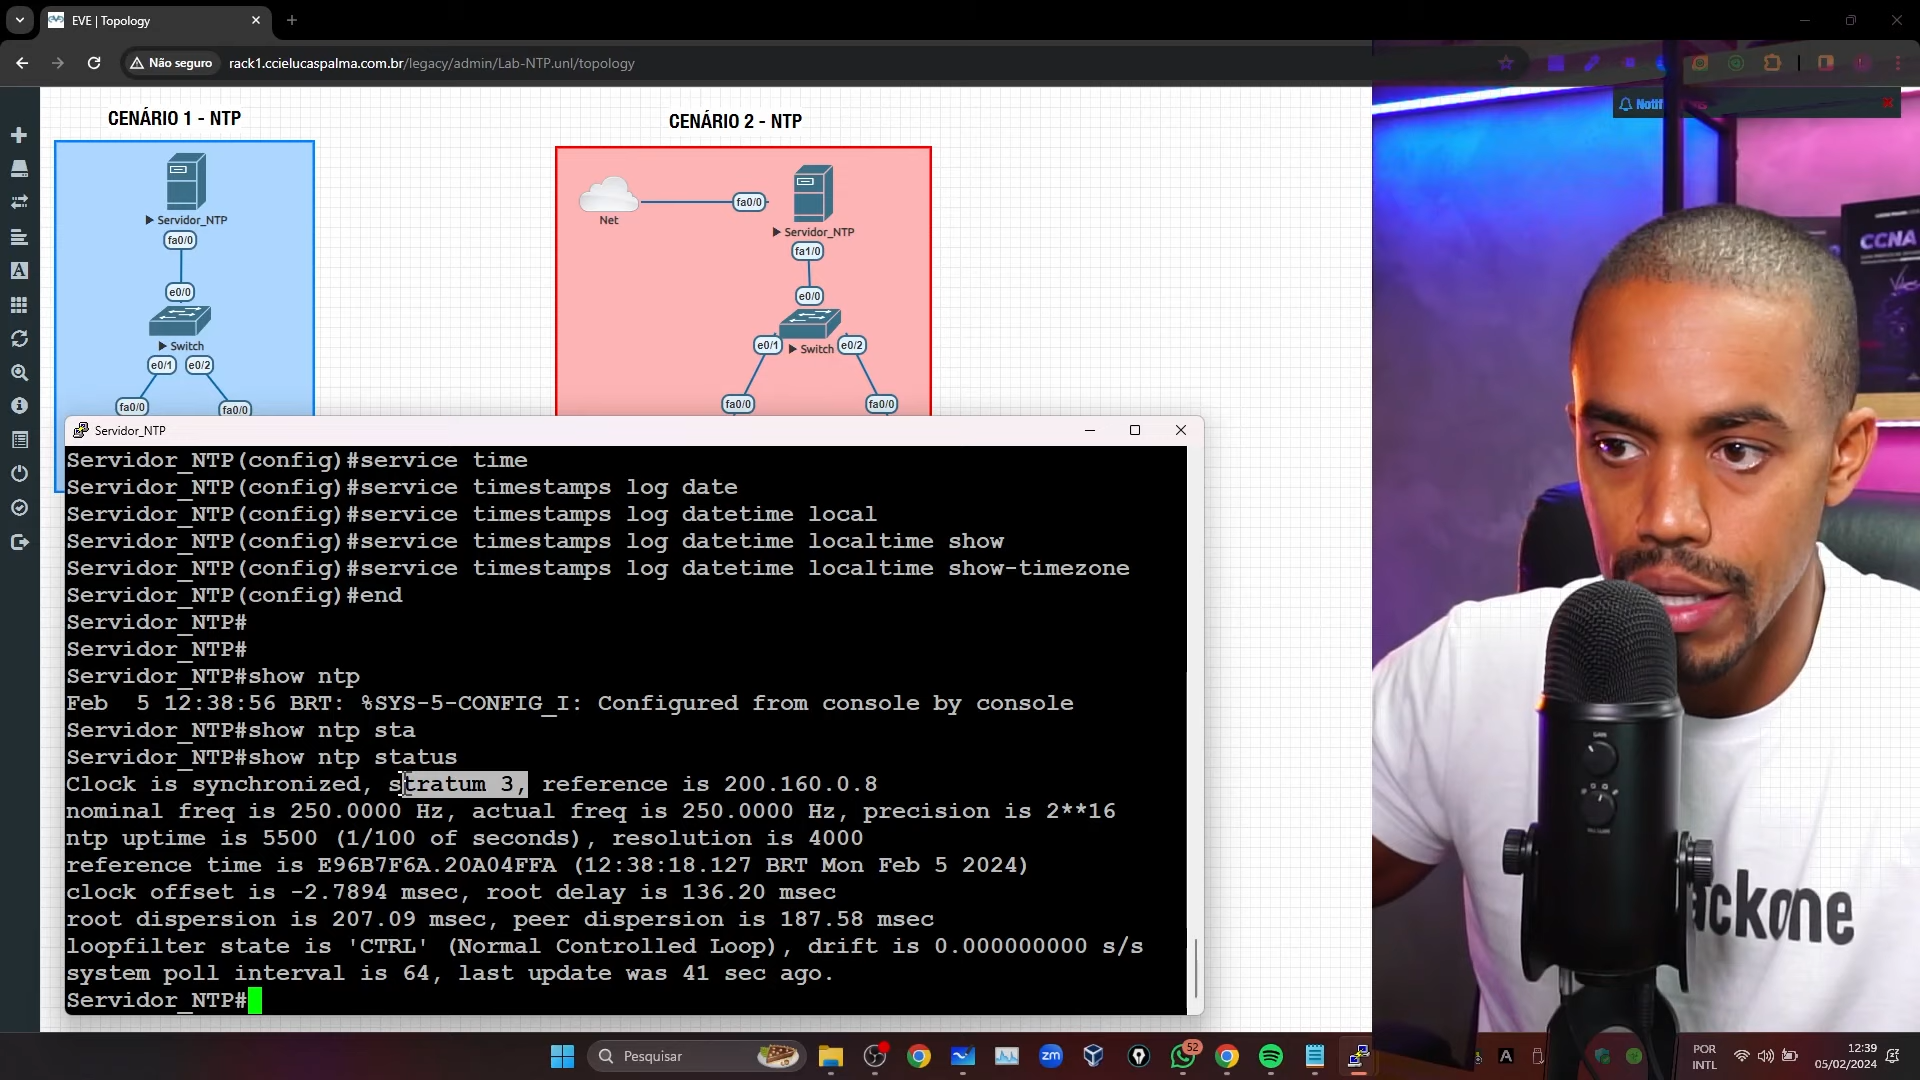 EVE | Topology
Não seguro
rack1.ccielucaspalma.com.br/legacy/admin/Lab-NTP.unl/topology
CENÁRIO 1 - NTP
Servidor_NTP
fa0/0
e0/0
Switch
e0/1
e0/2
fa0/0
fa0/0
CENÁRIO 2 - NTP
Net
fa0/0
Servidor_NTP
fa1/0
e0/0
e0/1
Switch
e0/2
fa0/0
fa0/0
Servidor_NTP
Servidor_NTP(config)#service time
Servidor_NTP(config)#service timestamps log date
Servidor_NTP(config)#service timestamps log datetime local
Servidor_NTP(config)#service timestamps log datetime localtime show
Servidor_NTP(config)#service timestamps log datetime localtime show-timezone
Servidor_NTP(config)#end
Servidor_NTP#
Servidor_NTP#
Servidor_NTP#show ntp
Feb  5 12:38:56 BRT: %SYS-5-CONFIG_I: Configured from console by console
Servidor_NTP#show ntp sta
Servidor_NTP#show ntp status
Clock is synchronized, stratum 3, reference is 200.160.0.8
nominal freq is 250.0000 Hz, actual freq is 250.0000 Hz, precision is 2**16
ntp uptime is 5500 (1/100 of seconds), resolution is 4000
reference time is E96B7F6A.20A04FFA (12:38:18.127 BRT Mon Feb 5 2024)
clock offset is -2.7894 msec, root delay is 136.20 msec
root dispersion is 207.09 msec, peer dispersion is 187.58 msec
loopfilter state is 'CTRL' (Normal Controlled Loop), drift is 0.000000000 s/s
system poll interval is 64, last update was 41 sec ago.
Servidor_NTP#
CCNA
GAIN
ackone
Pesquisar
zm
52
A
POR
INTL
12:39
05/02/2024